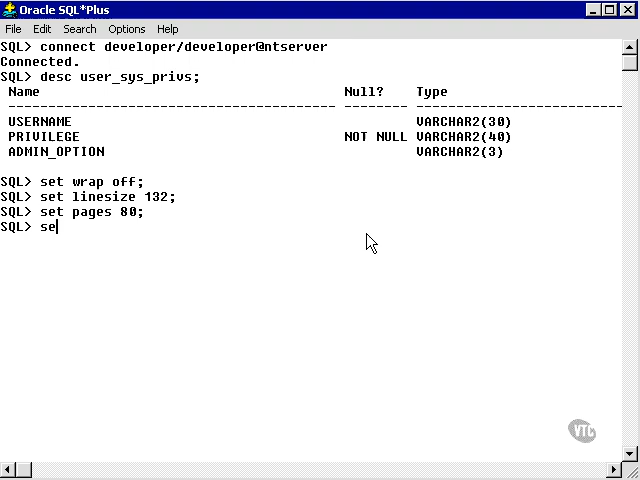 Oracle SQL*Plus
File Edit Search Options Help
SQL> connect developer/developer@ntserver
Connected.
SQL> desc user_sys_privs;
Name Null? Type
----------------------------------------- -------- ----------------------------
USERNAME VARCHAR2(30)
PRIVILEGE NOT NULL VARCHAR2(40)
ADMIN_OPTION VARCHAR2(3)
SQL> set wrap off;
SQL> set linesize 132;
SQL> set pages 80;
SQL> se
VTC